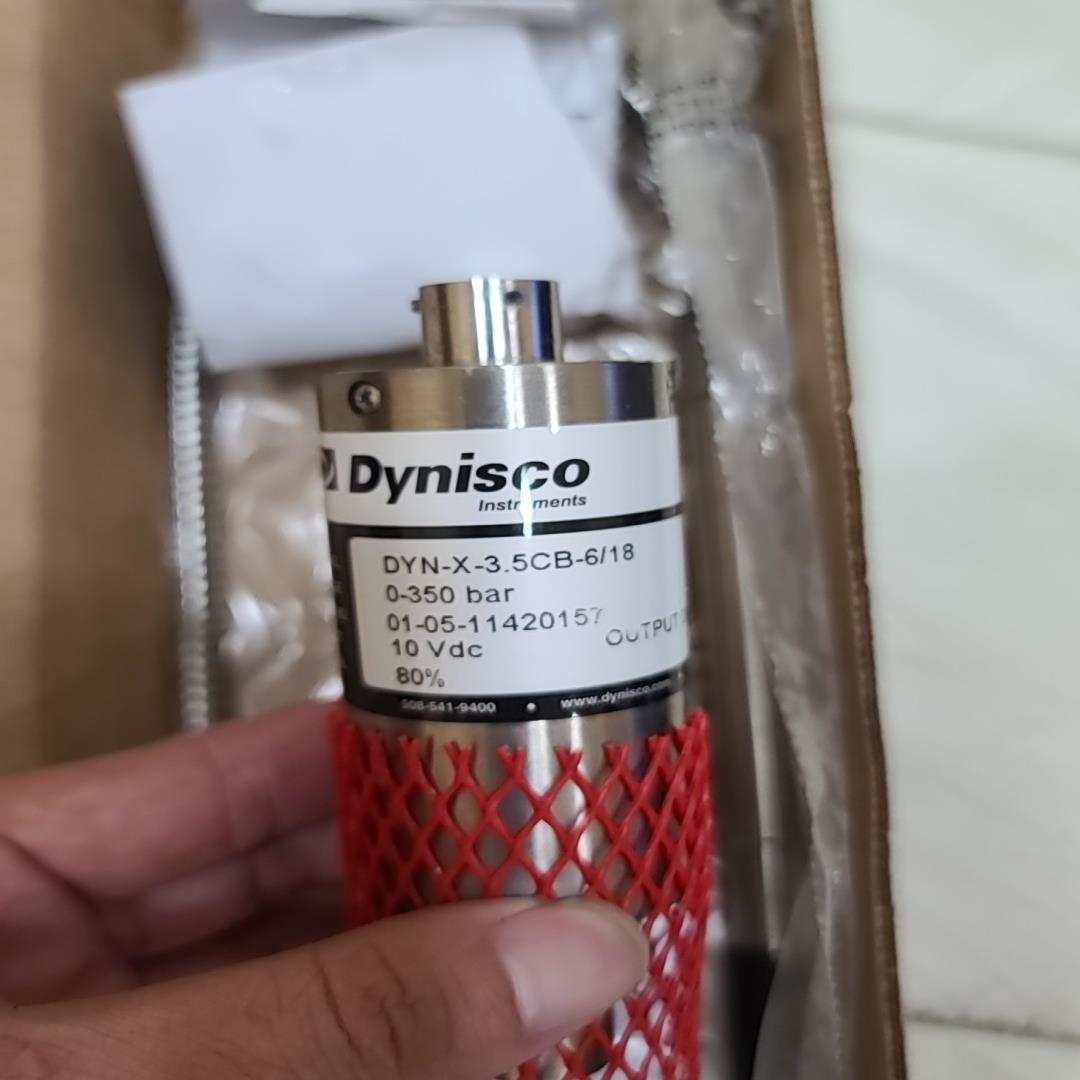 Dynisco
Instruments
DYN-X-3.5CB-6/18
0-350 bar
01-05-11420157
OUTPUT
10 Vdc
80%
508-541-9400 • www.dynisco.com